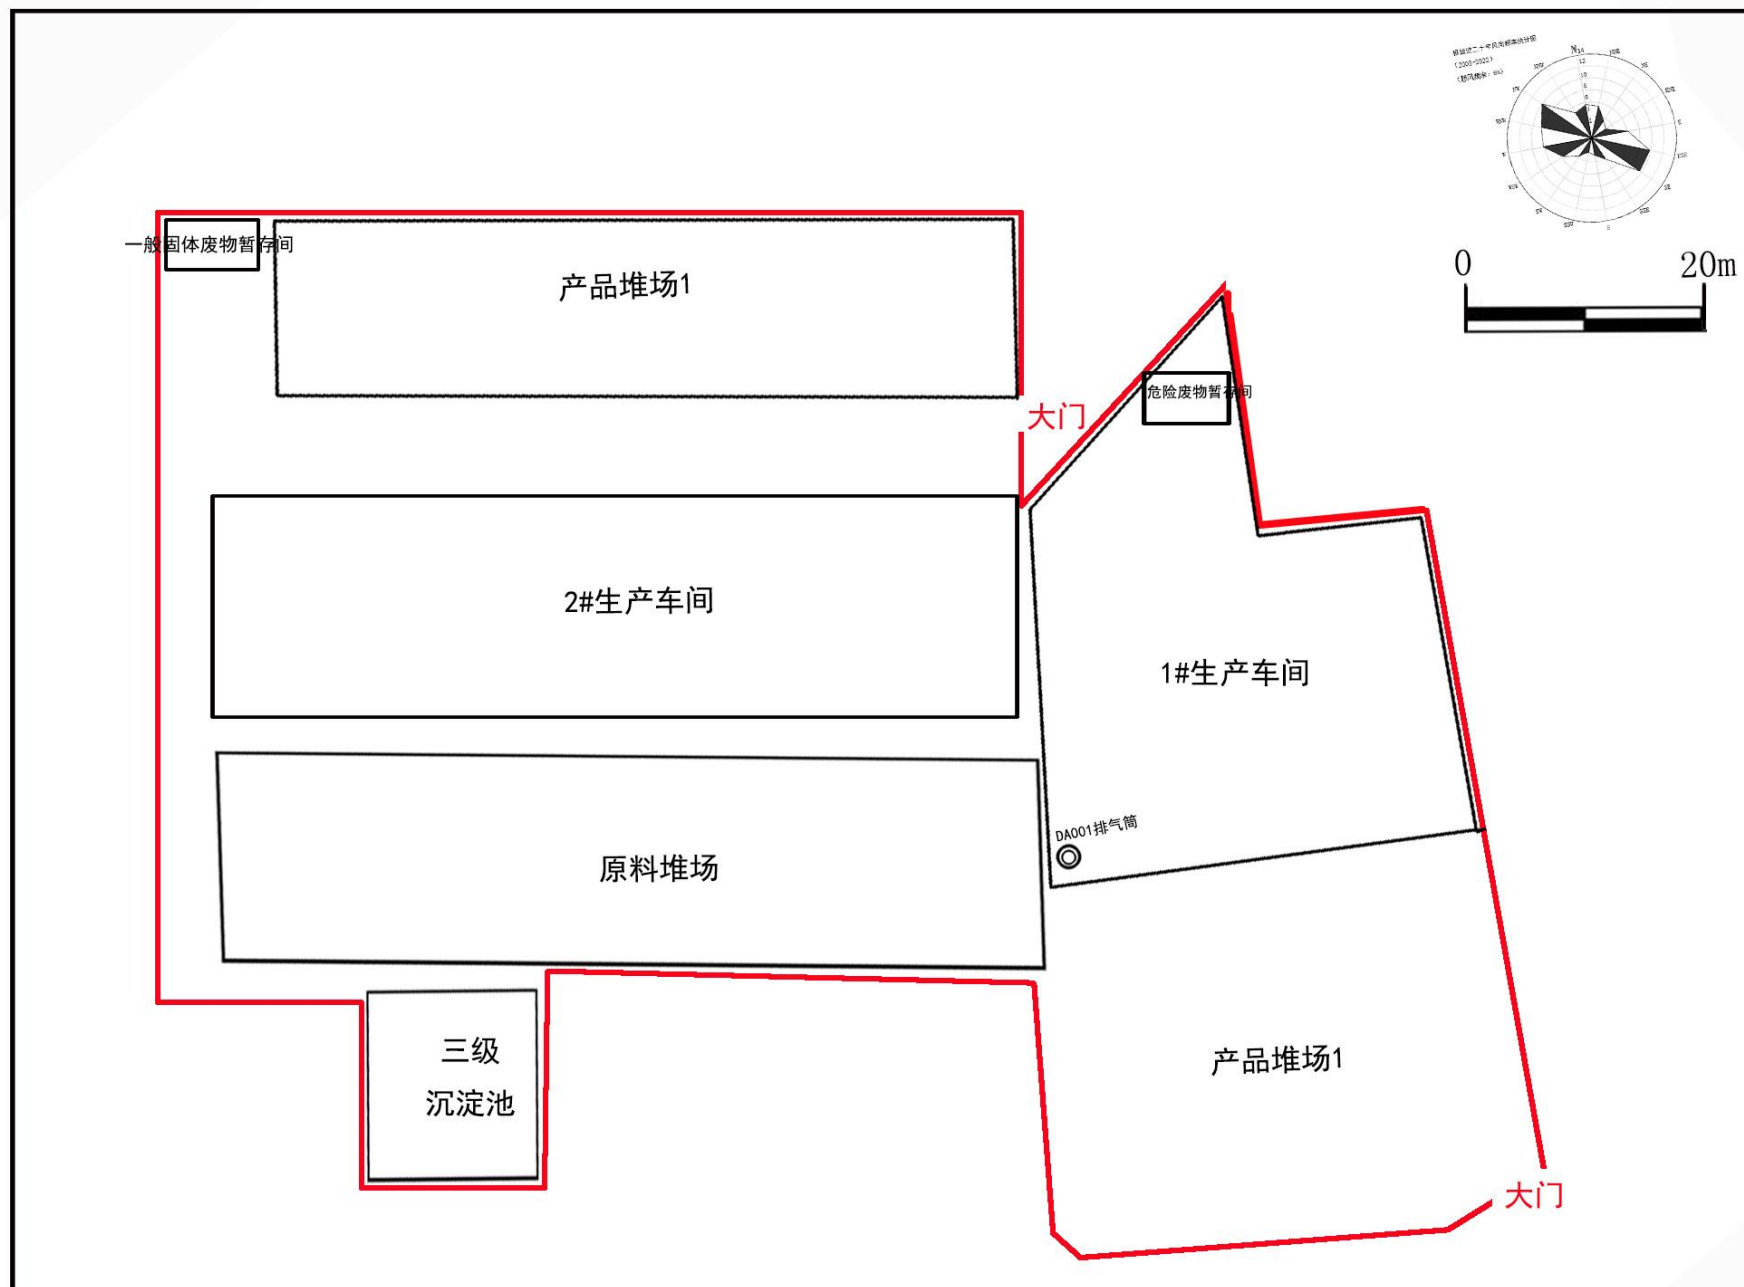 (2003-2022)
N
0
20m
一般固体废物暂存间
产品堆场1
危险废物暂存间
大门
2#生产车间
1#生产车间
DA001排气筒
原料堆场
三级
沉淀池
产品堆场1
大门